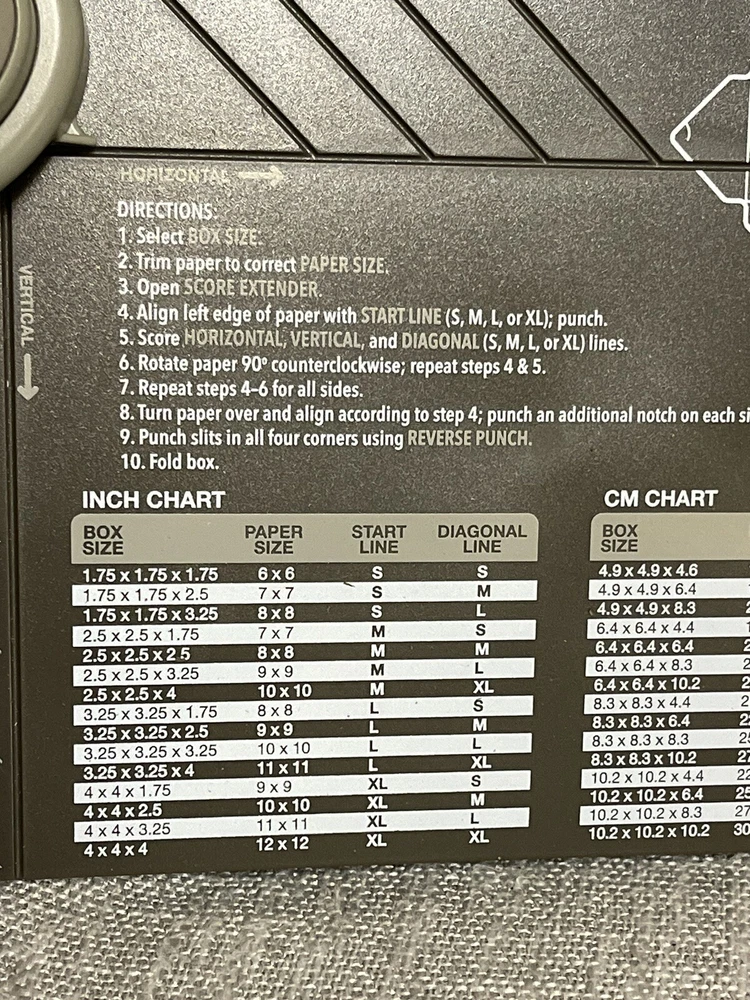 HORIZONTAL
VERTICAL
DIRECTIONS:
1. Select BOX SIZE.
2. Trim paper to correct PAPER SIZE.
3. Open SCORE EXTENDER.
4. Align left edge of paper with START LINE (S, M, L, or XL); punch.
5. Score HORIZONTAL, VERTICAL, and DIAGONAL (S, M, L, or XL) lines.
6. Rotate paper 90º counterclockwise; repeat steps 4 & 5.
7. Repeat steps 4–6 for all sides.
8. Turn paper over and align according to step 4; punch an additional notch on each si
9. Punch slits in all four corners using REVERSE PUNCH.
10. Fold box.
INCH CHART
BOX SIZE PAPER SIZE START LINE DIAGONAL LINE
1.75 x 1.75 x 1.75 6 x 6 S S
1.75 x 1.75 x 2.5 7 x 7 S M
1.75 x 1.75 x 3.25 8 x 8 S L
2.5 x 2.5 x 1.75 7 x 7 M S
2.5 x 2.5 x 2 5 8 x 8 M M
2.5 x 2.5 x 3.25 9 x 9 M L
2.5 x 2.5 x 4 10 x 10 M XL
3.25 x 3.25 x 1.75 8 x 8 L S
3.25 x 3.25 x 2.5 9 x 9 L M
3.25 x 3.25 x 3.25 10 x 10 L L
3.25 x 3.25 x 4 11 x 11 L XL
4 x 4 x 1.75 9 x 9 XL S
4 x 4 x 2.5 10 x 10 XL M
4 x 4 x 3.25 11 x 11 XL L
4 x 4 x 4 12 x 12 XL XL
CM CHART
BOX SIZE
4.9 x 4.9 x 4.6
4.9 x 4.9 x 6.4
4.9 x 4.9 x 8.3 2
6.4 x 6.4 x 4.4 1
6.4 x 6.4 x 6.4 2
6.4 x 6.4 x 8.3 2
6.4 x 6.4 x 10.2 2
8.3 x 8.3 x 4.4 2
8.3 x 8.3 x 6.4 2
8.3 x 8.3 x 8.3 25
8.3 x 8.3 x 10.2 27
10.2 x 10.2 x 4.4 22
10.2 x 10.2 x 6.4 25
10.2 x 10.2 x 8.3 27
10.2 x 10.2 x 10.2 30